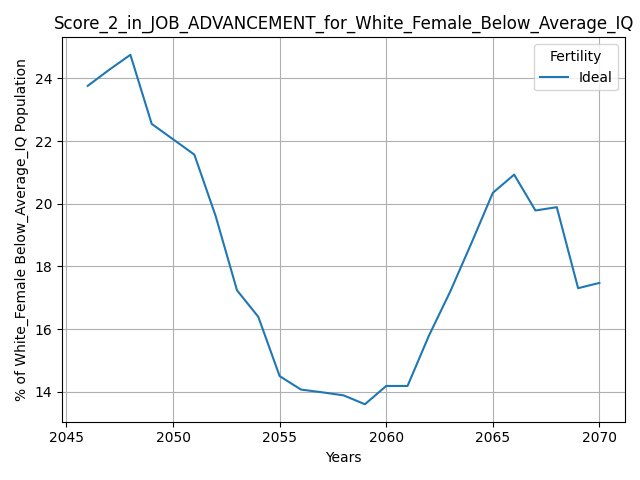 Score_2_in_JOB_ADVANCEMENT_for_White_Female_Below_Average_IQ
Fertility
Ideal
24
22
20
18
16
14
% of White_Female Below_Average_IQ Population
2045
2050
2055
2060
2065
2070
Years